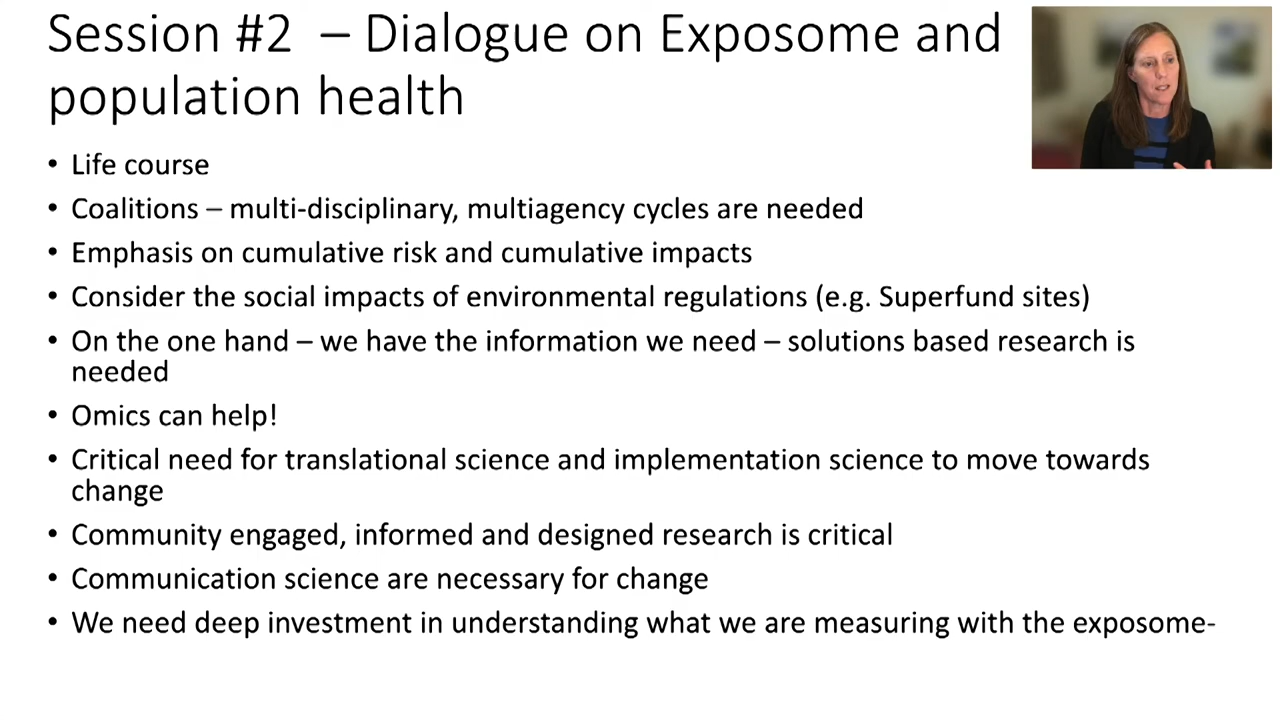 Session #2 – Dialogue on Exposome and
population health
• Life course
• Coalitions – multi-disciplinary, multiagency cycles are needed
• Emphasis on cumulative risk and cumulative impacts
• Consider the social impacts of environmental regulations (e.g. Superfund sites)
• On the one hand – we have the information we need – solutions based research is
needed
• Omics can help!
• Critical need for translational science and implementation science to move towards
change
• Community engaged, informed and designed research is critical
• Communication science are necessary for change
• We need deep investment in understanding what we are measuring with the exposome-